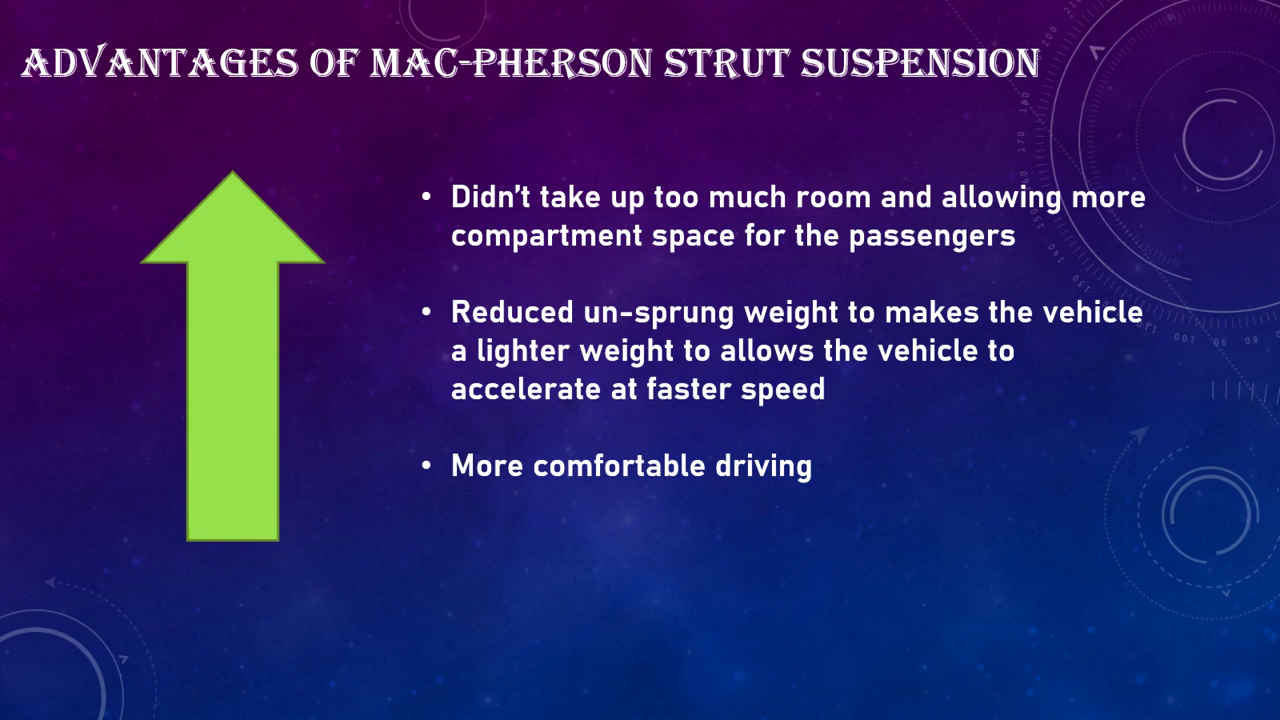 ADVANTAGES OF MAC-PHERSON STRUT SUSPENSION
• Didn't take up too much room and allowing more
compartment space for the passengers
• Reduced un-sprung weight to makes the vehicle
a lighter weight to allows the vehicle to
accelerate at faster speed
• More comfortable driving